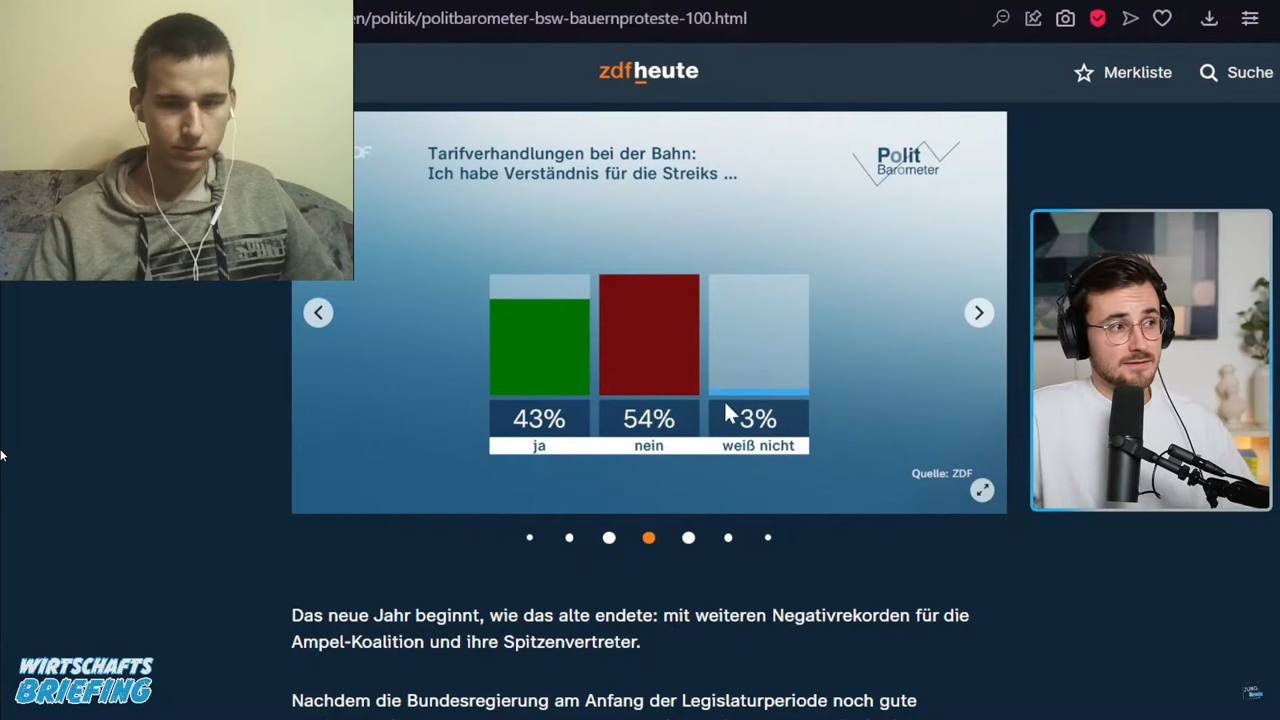 en/politik/politbarometer-bsw-bauernproteste-100.html
zdfheute
Merkliste
Suche
DF
Tarifverhandlungen bei der Bahn:
Ich habe Verständnis für die Streiks ...
Polit
Barometer
43%
54%
3%
ja
nein
weiß nicht
Quelle: ZDF
Das neue Jahr beginnt, wie das alte endete: mit weiteren Negativrekorden für die
Ampel-Koalition und ihre Spitzenvertreter.
Nachdem die Bundesregierung am Anfang der Legislaturperiode noch gute
WIRTSCHAFTS
BRIEFING